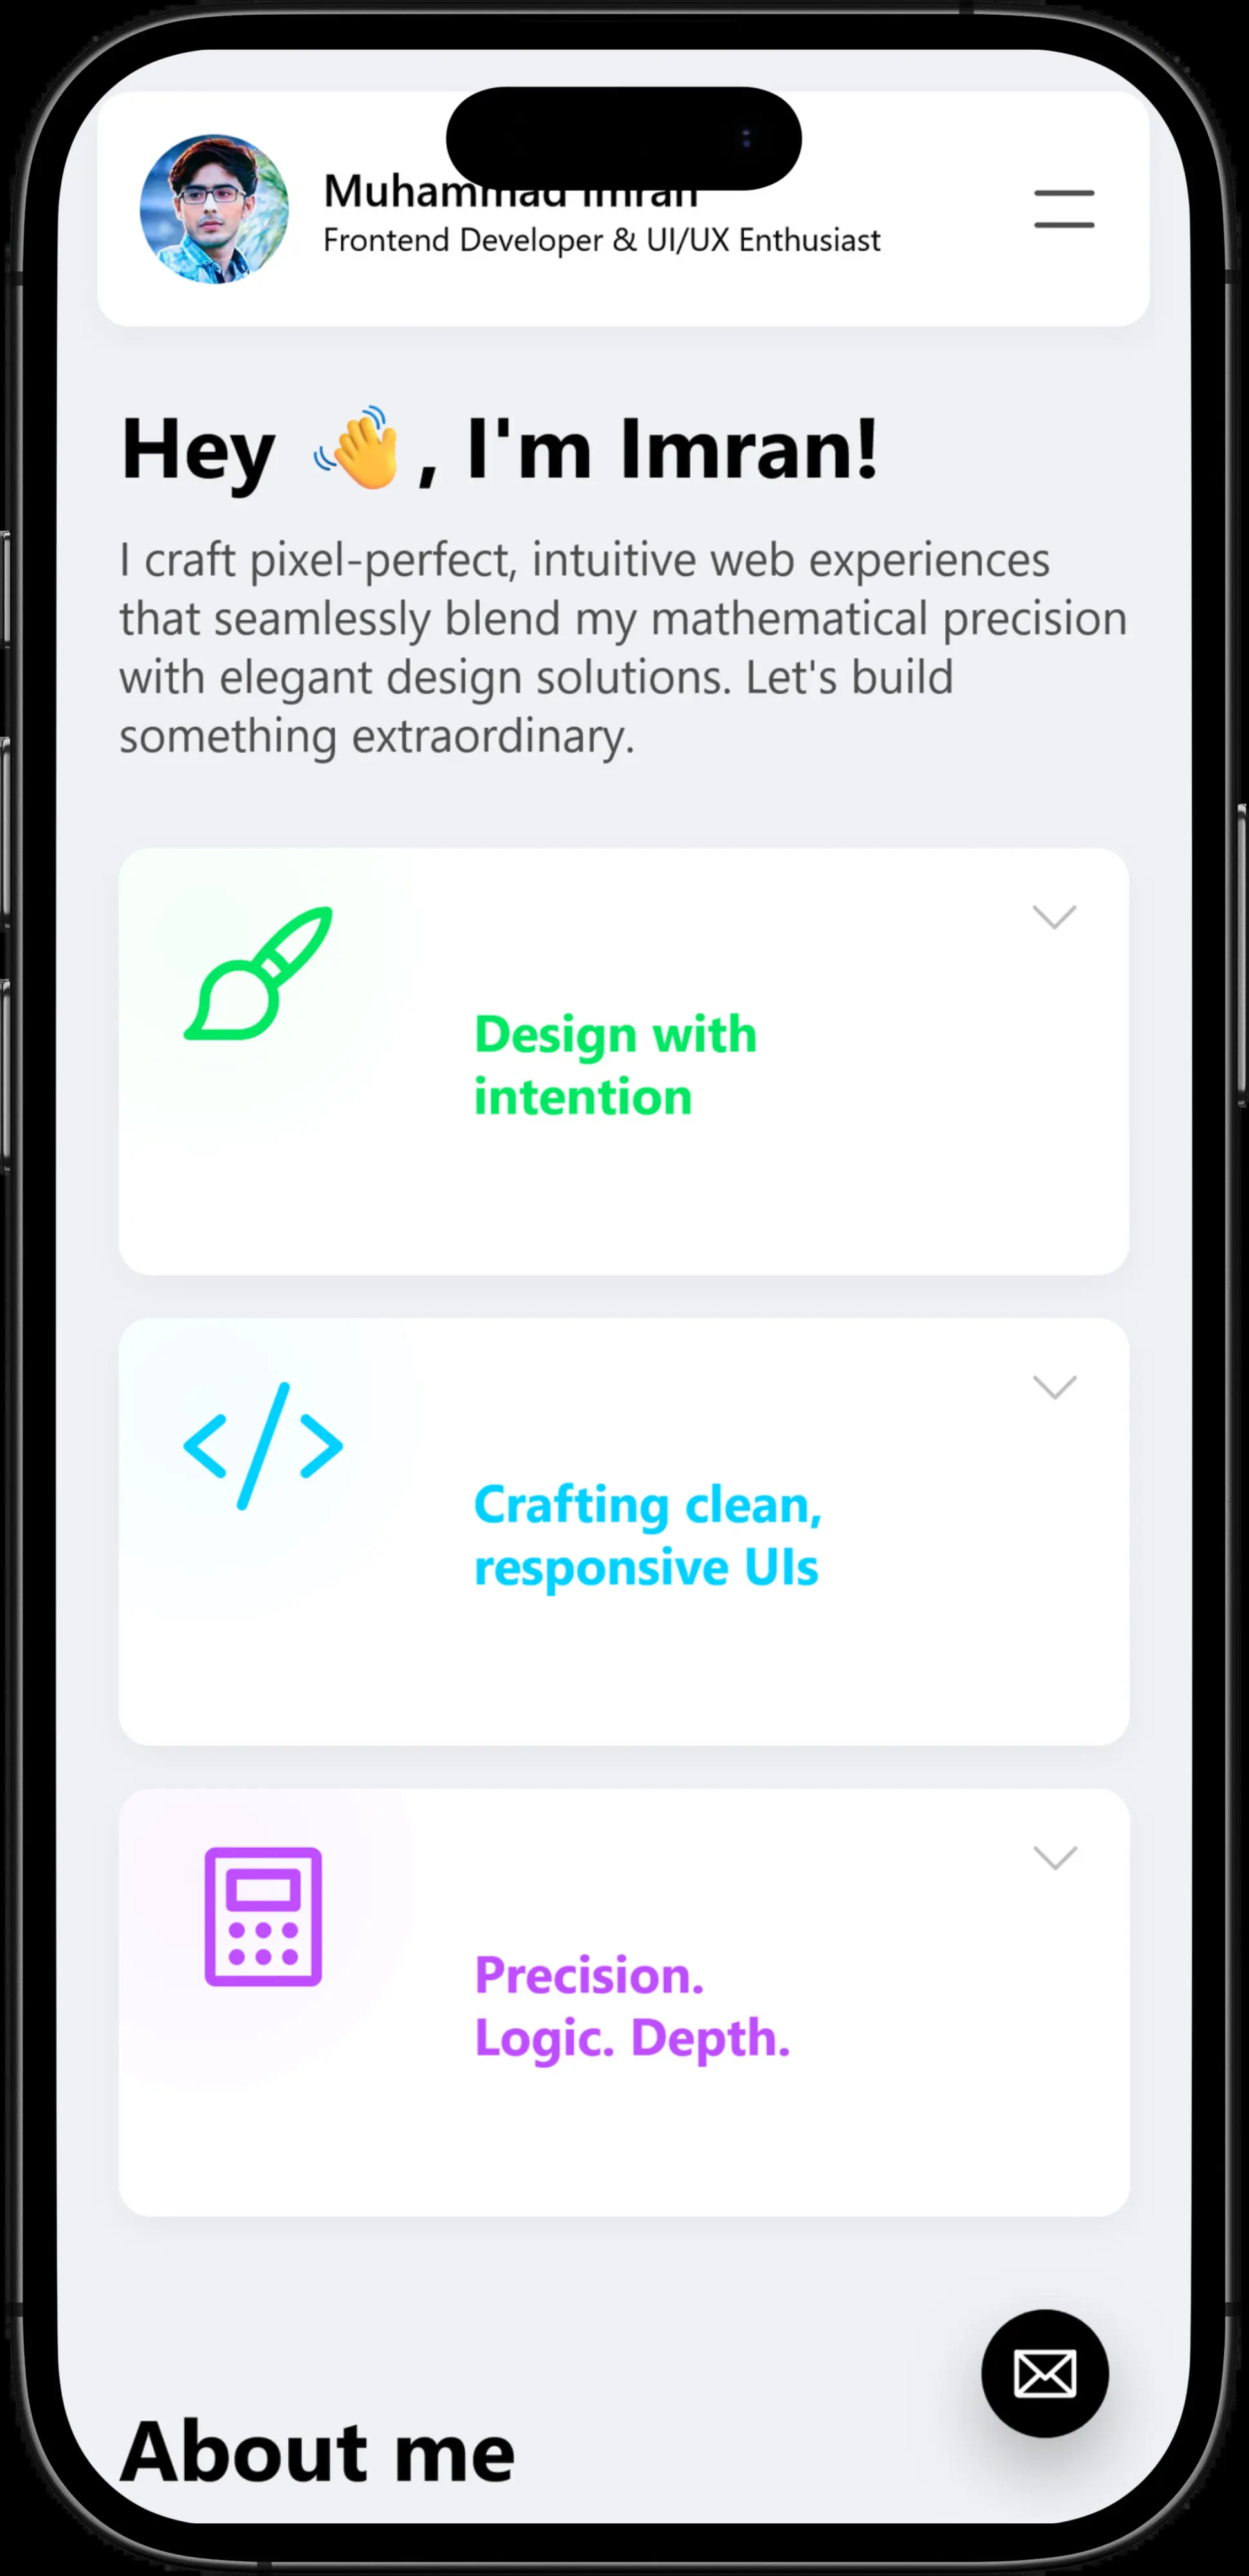 Muhammad Imran
Frontend Developer & UI/UX Enthusiast
Hey 👋, I'm Imran!
I craft pixel-perfect, intuitive web experiences
that seamlessly blend my mathematical precision
with elegant design solutions. Let's build
something extraordinary.
Design with
intention
Crafting clean,
responsive UIs
Precision.
Logic. Depth.
About me